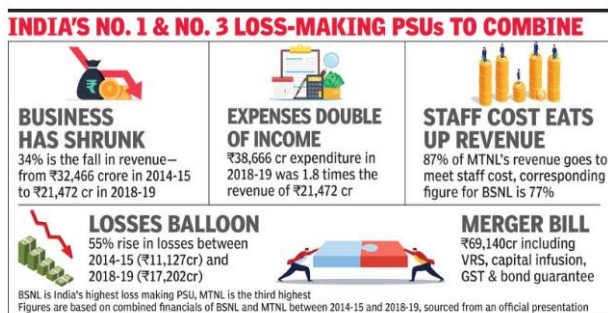 INDIA'S NO. 1 & NO. 3 LOSS-MAKING PSUs TO COMBINE
₹
BUSINESS
HAS SHRUNK
34% is the fall in revenue—
from ₹32,466 crore in 2014-15
to ₹21,472 cr in 2018-19
EXPENSES DOUBLE
OF INCOME
₹38,666 cr expenditure in
2018-19 was 1.8 times the
revenue of ₹21,472 cr
STAFF COST EATS
UP REVENUE
87% of MTNL's revenue goes to
meet staff cost, corresponding
figure for BSNL is 77%
LOSSES BALLOON
55% rise in losses between
2014-15 (₹11,127cr) and
2018-19 (₹17,202cr)
MERGER BILL
₹69,140cr including
VRS, capital infusion,
GST & bond guarantee
BSNL is India's highest loss making PSU, MTNL is the third highest
Figures are based on combined financials of BSNL and MTNL between 2014-15 and 2018-19, sourced from an official presentation